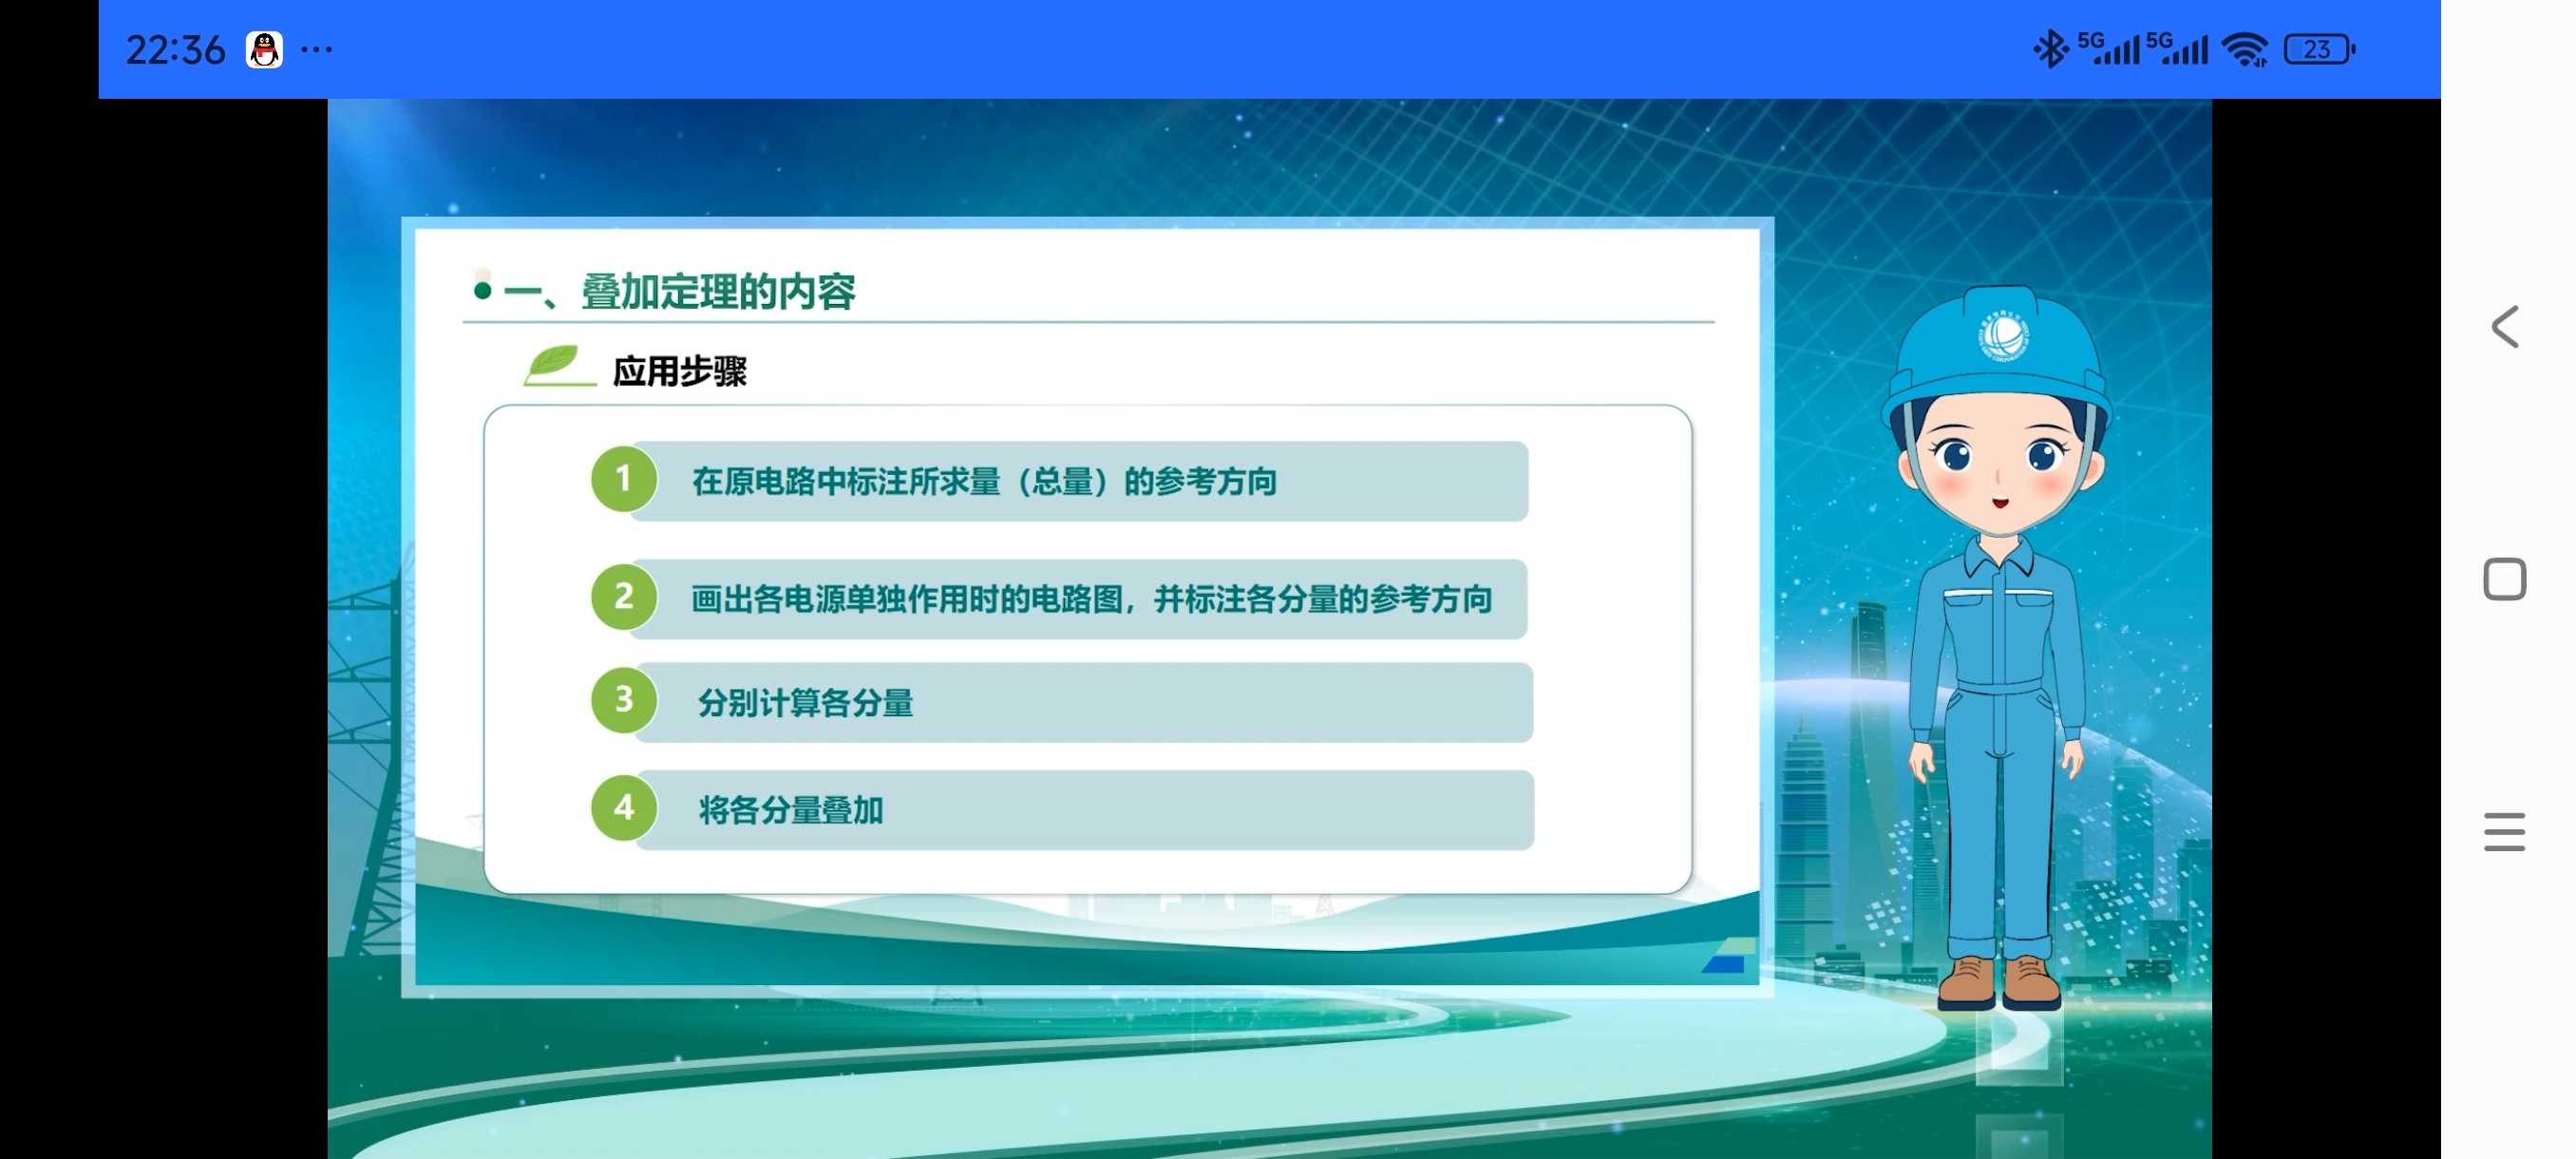 22:36
5G
5G
23
一、叠加定理的内容
应用步骤
1 在原电路中标注所求量（总量）的参考方向
2 画出各电源单独作用时的电路图，并标注各分量的参考方向
3 分别计算各分量
4 将各分量叠加